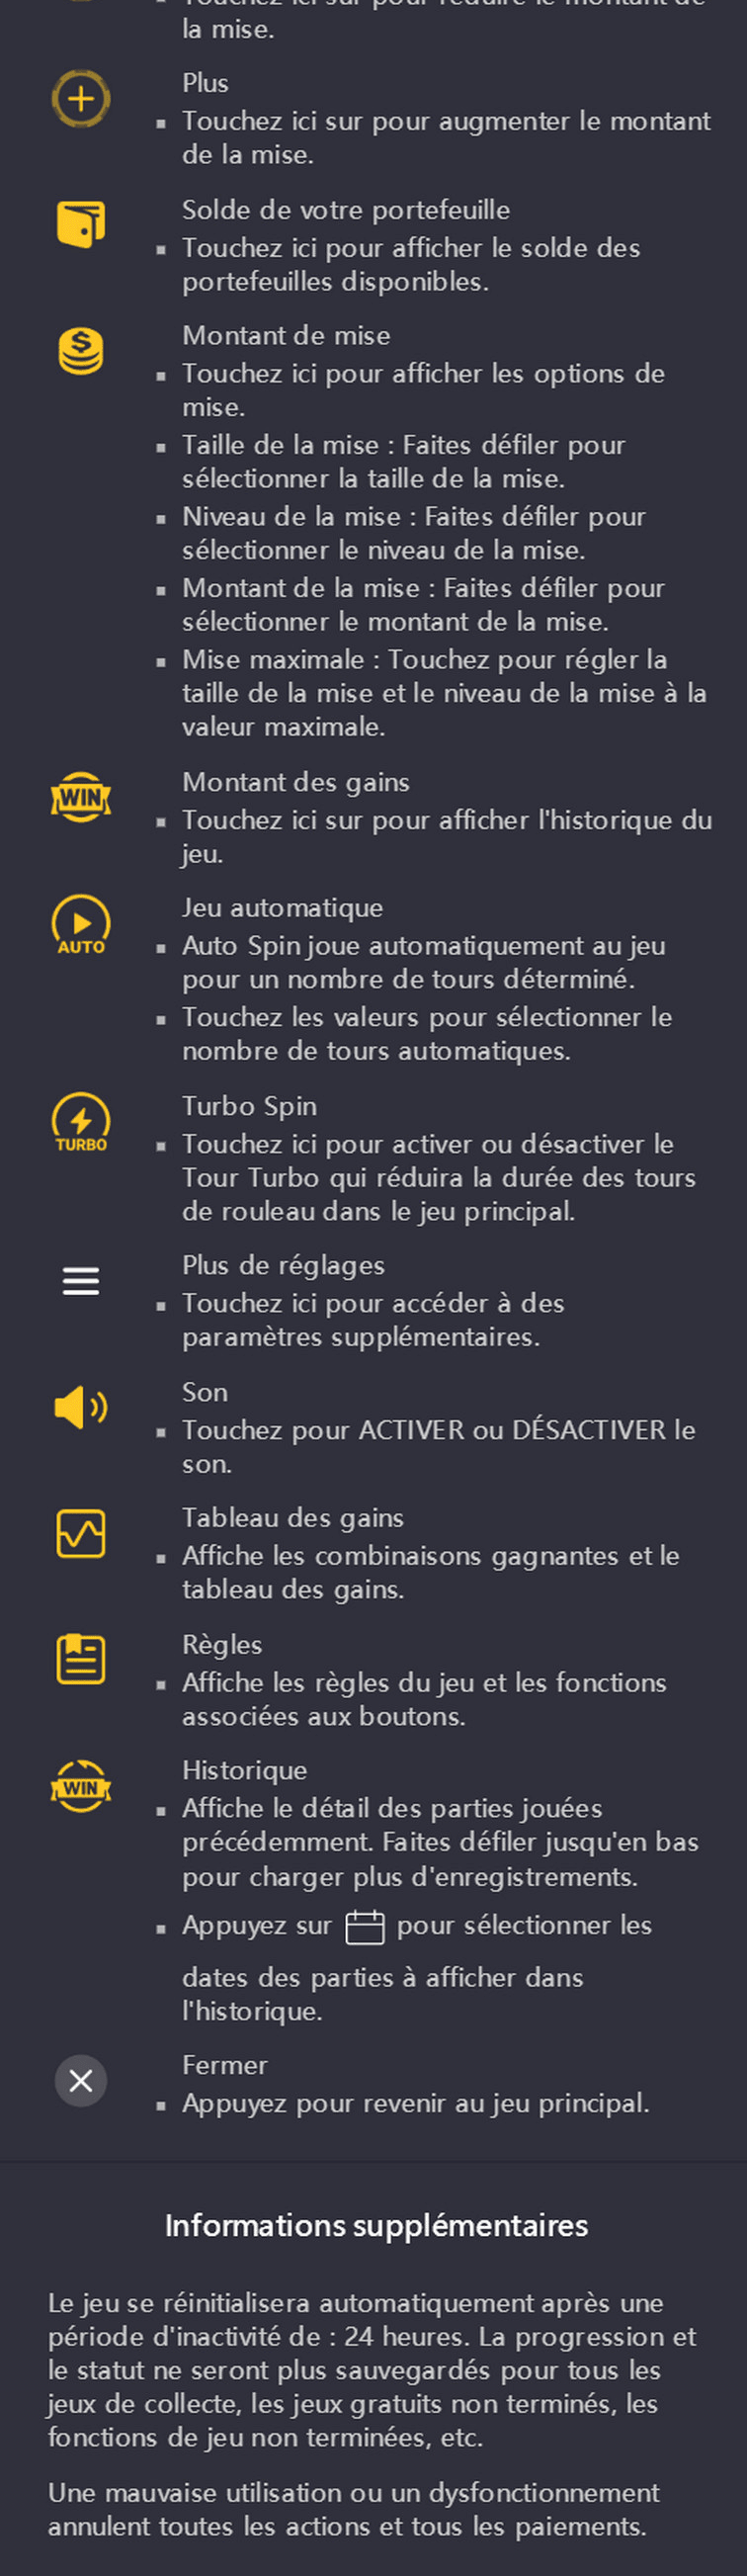 Touchez ici sur pour réduire le montant de
la mise.
Plus
Touchez ici sur pour augmenter le montant
de la mise.
Solde de votre portefeuille
Touchez ici pour afficher le solde des
portefeuilles disponibles.
Montant de mise
Touchez ici pour afficher les options de
mise.
Taille de la mise : Faites défiler pour
sélectionner la taille de la mise.
Niveau de la mise : Faites défiler pour
sélectionner le niveau de la mise.
Montant de la mise : Faites défiler pour
sélectionner le montant de la mise.
Mise maximale : Touchez pour régler la
taille de la mise et le niveau de la mise à la
valeur maximale.
WIN
Montant des gains
Touchez ici sur pour afficher l'historique du
jeu.
AUTO
Jeu automatique
Auto Spin joue automatiquement au jeu
pour un nombre de tours déterminé.
Touchez les valeurs pour sélectionner le
nombre de tours automatiques.
TURBO
Turbo Spin
Touchez ici pour activer ou désactiver le
Tour Turbo qui réduira la durée des tours
de rouleau dans le jeu principal.
Plus de réglages
Touchez ici pour accéder à des
paramètres supplémentaires.
Son
Touchez pour ACTIVER ou DÉSACTIVER le
son.
Tableau des gains
Affiche les combinaisons gagnantes et le
tableau des gains.
Règles
Affiche les règles du jeu et les fonctions
associées aux boutons.
WIN
Historique
Affiche le détail des parties jouées
précédemment. Faites défiler jusqu'en bas
pour charger plus d'enregistrements.
Appuyez sur pour sélectionner les
dates des parties à afficher dans
l'historique.
Fermer
Appuyez pour revenir au jeu principal.
Informations supplémentaires
Le jeu se réinitialisera automatiquement après une
période d'inactivité de : 24 heures. La progression et
le statut ne seront plus sauvegardés pour tous les
jeux de collecte, les jeux gratuits non terminés, les
fonctions de jeu non terminées, etc.
Une mauvaise utilisation ou un dysfonctionnement
annulent toutes les actions et tous les paiements.